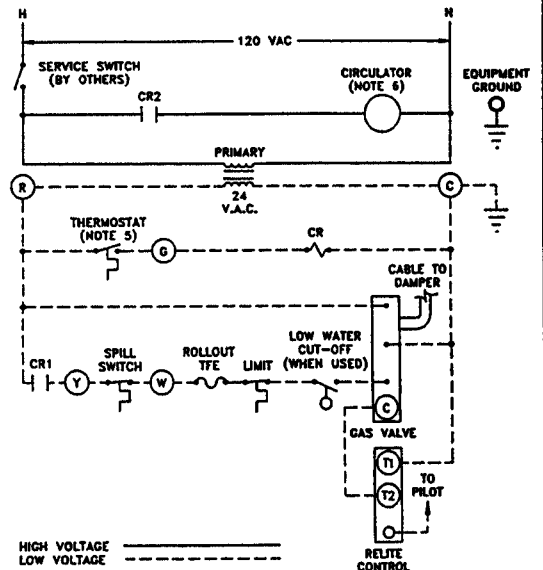 H N
120 VAC
SERVICE SWITCH
(BY OTHERS)
CIRCULATOR
(NOTE 6)
EQUIPMENT
GROUND
CR2
PRIMARY
R
24
V.A.C.
C
THERMOSTAT
(NOTE 5)
G
CR
CABLE TO
DAMPER
CR1
Y
SPILL
SWITCH
W
ROLLOUT
TFE
LIMIT
LOW WATER
CUT-OFF
(WHEN USED)
C
GAS VALVE
T1
T2
TO
PILOT
RELITE
CONTROL
HIGH VOLTAGE
LOW VOLTAGE